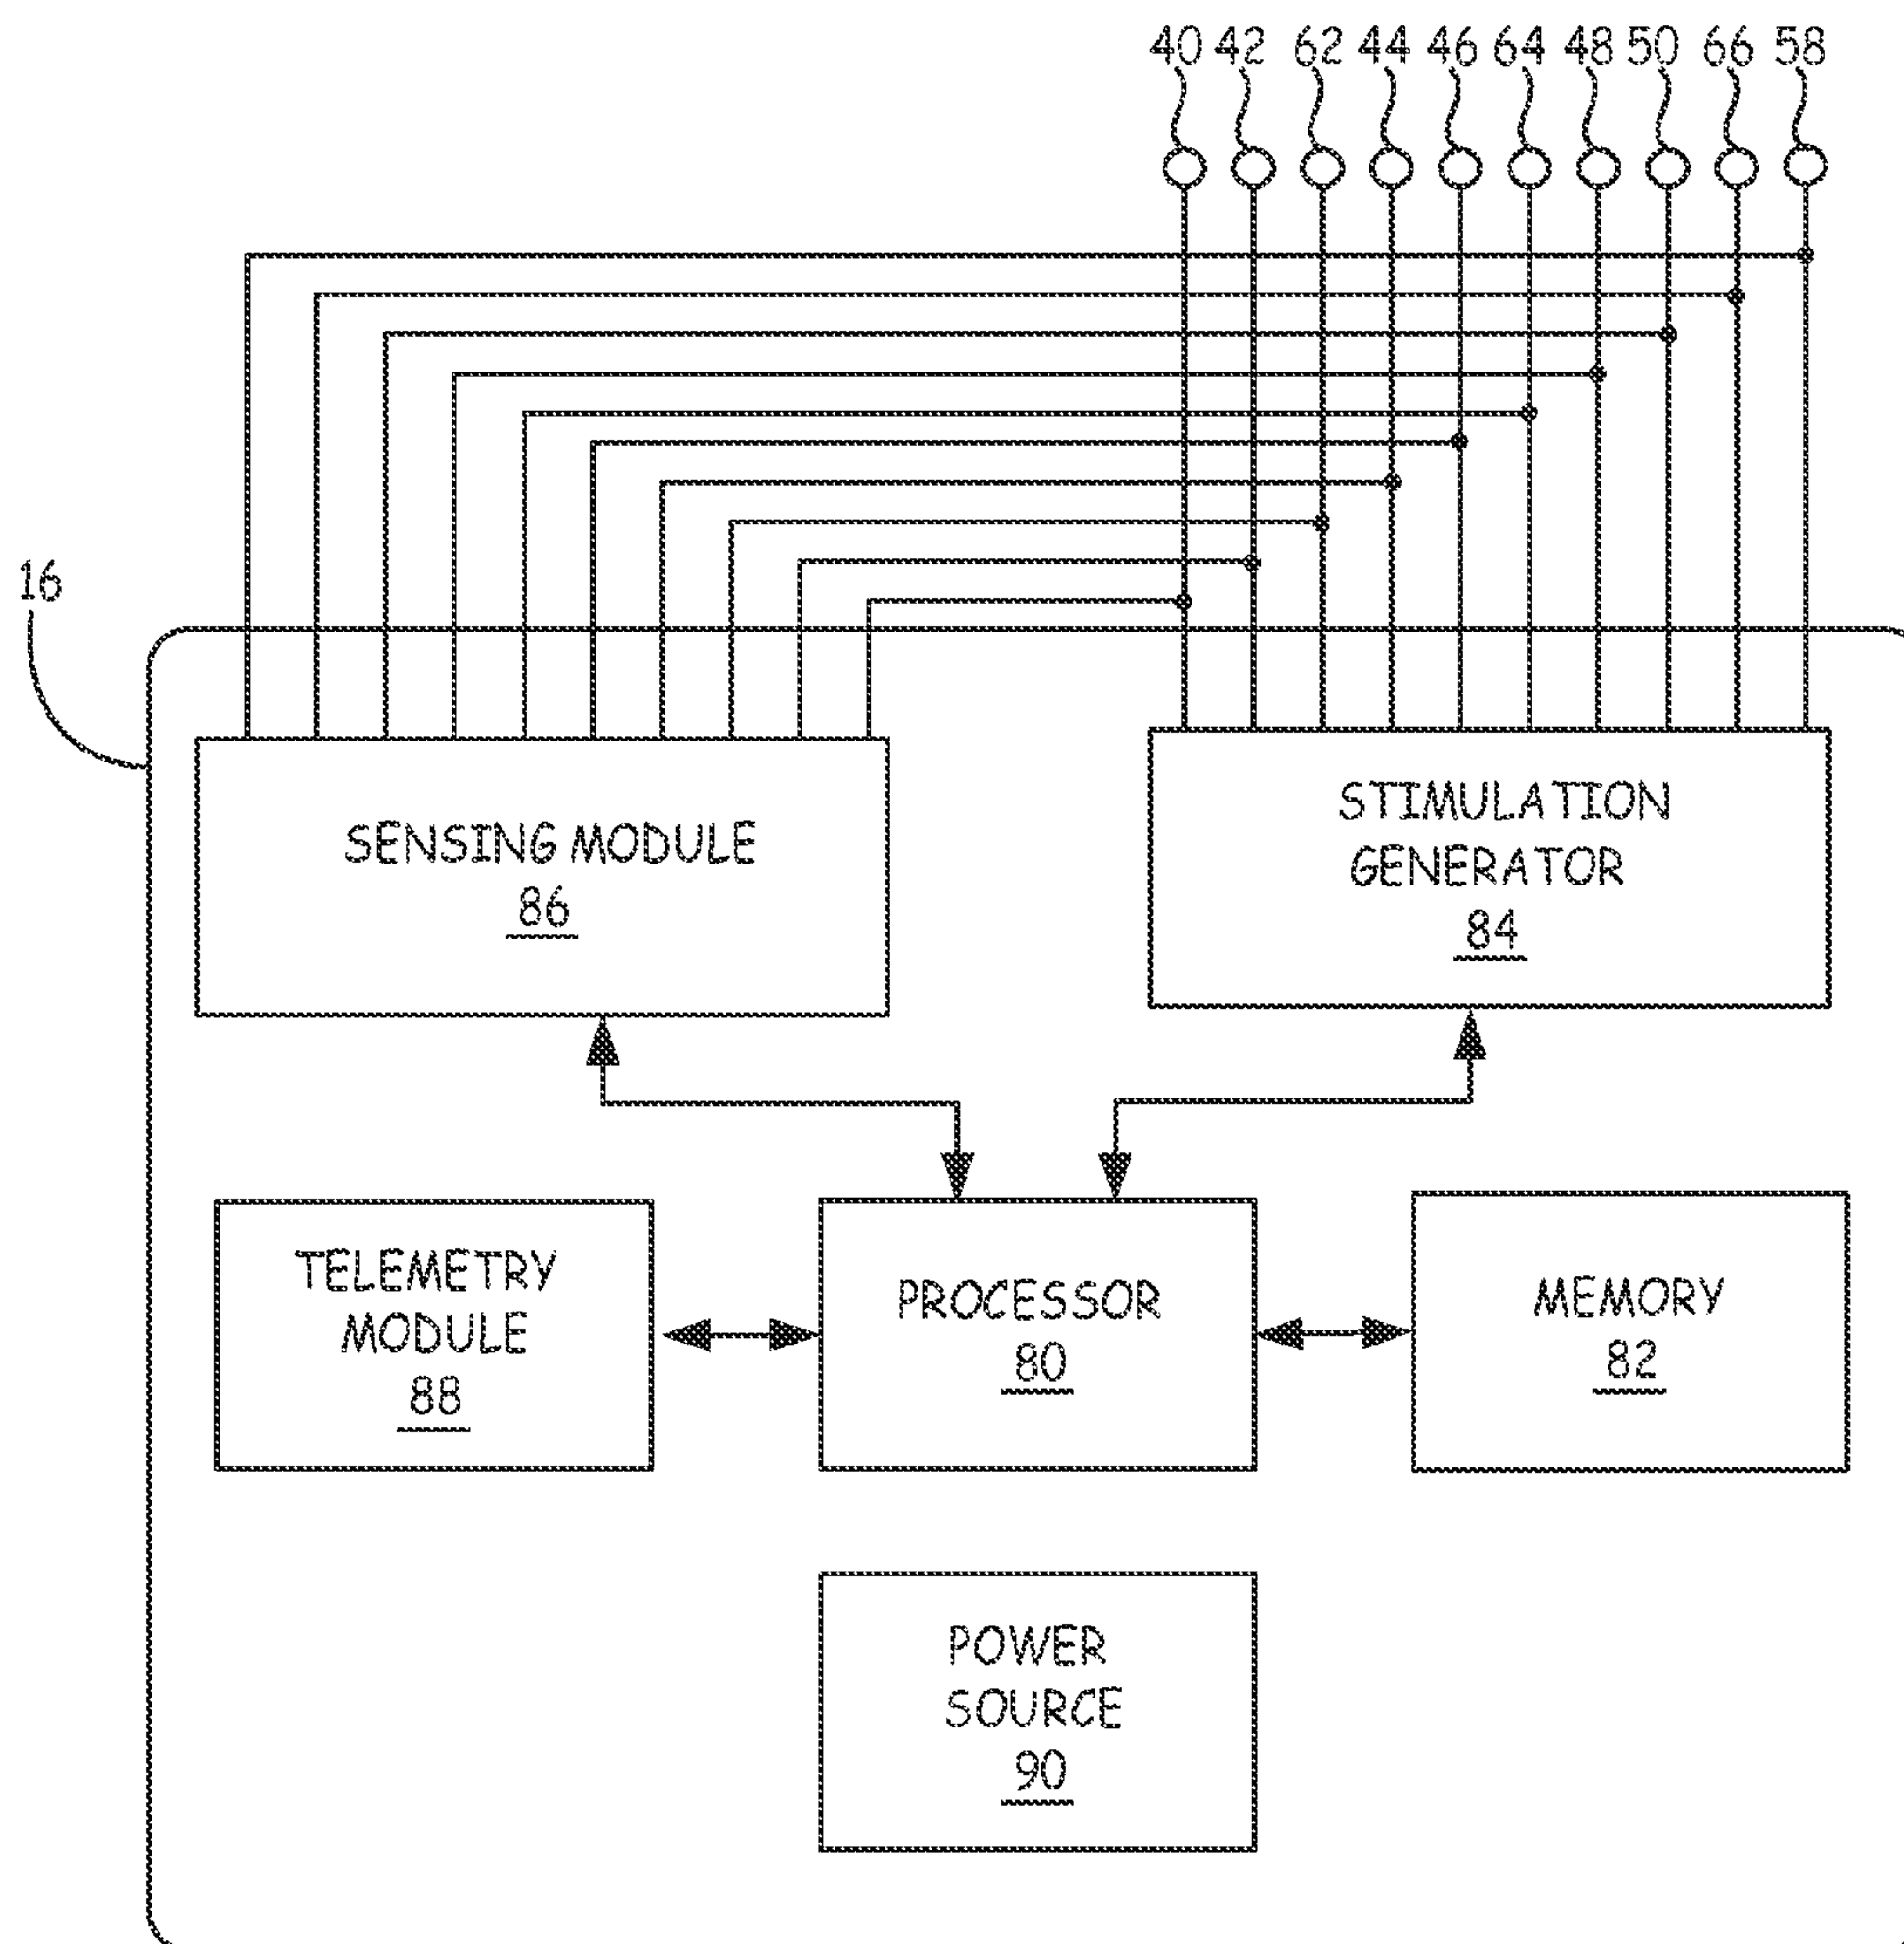 40 42 62 44 46 64 48 50 66 58
16
SENSING MODULE
86
STIMULATION
GENERATOR
84
TELEMETRY
MODULE
88
PROCESSOR
80
MEMORY
82
POWER
SOURCE
90